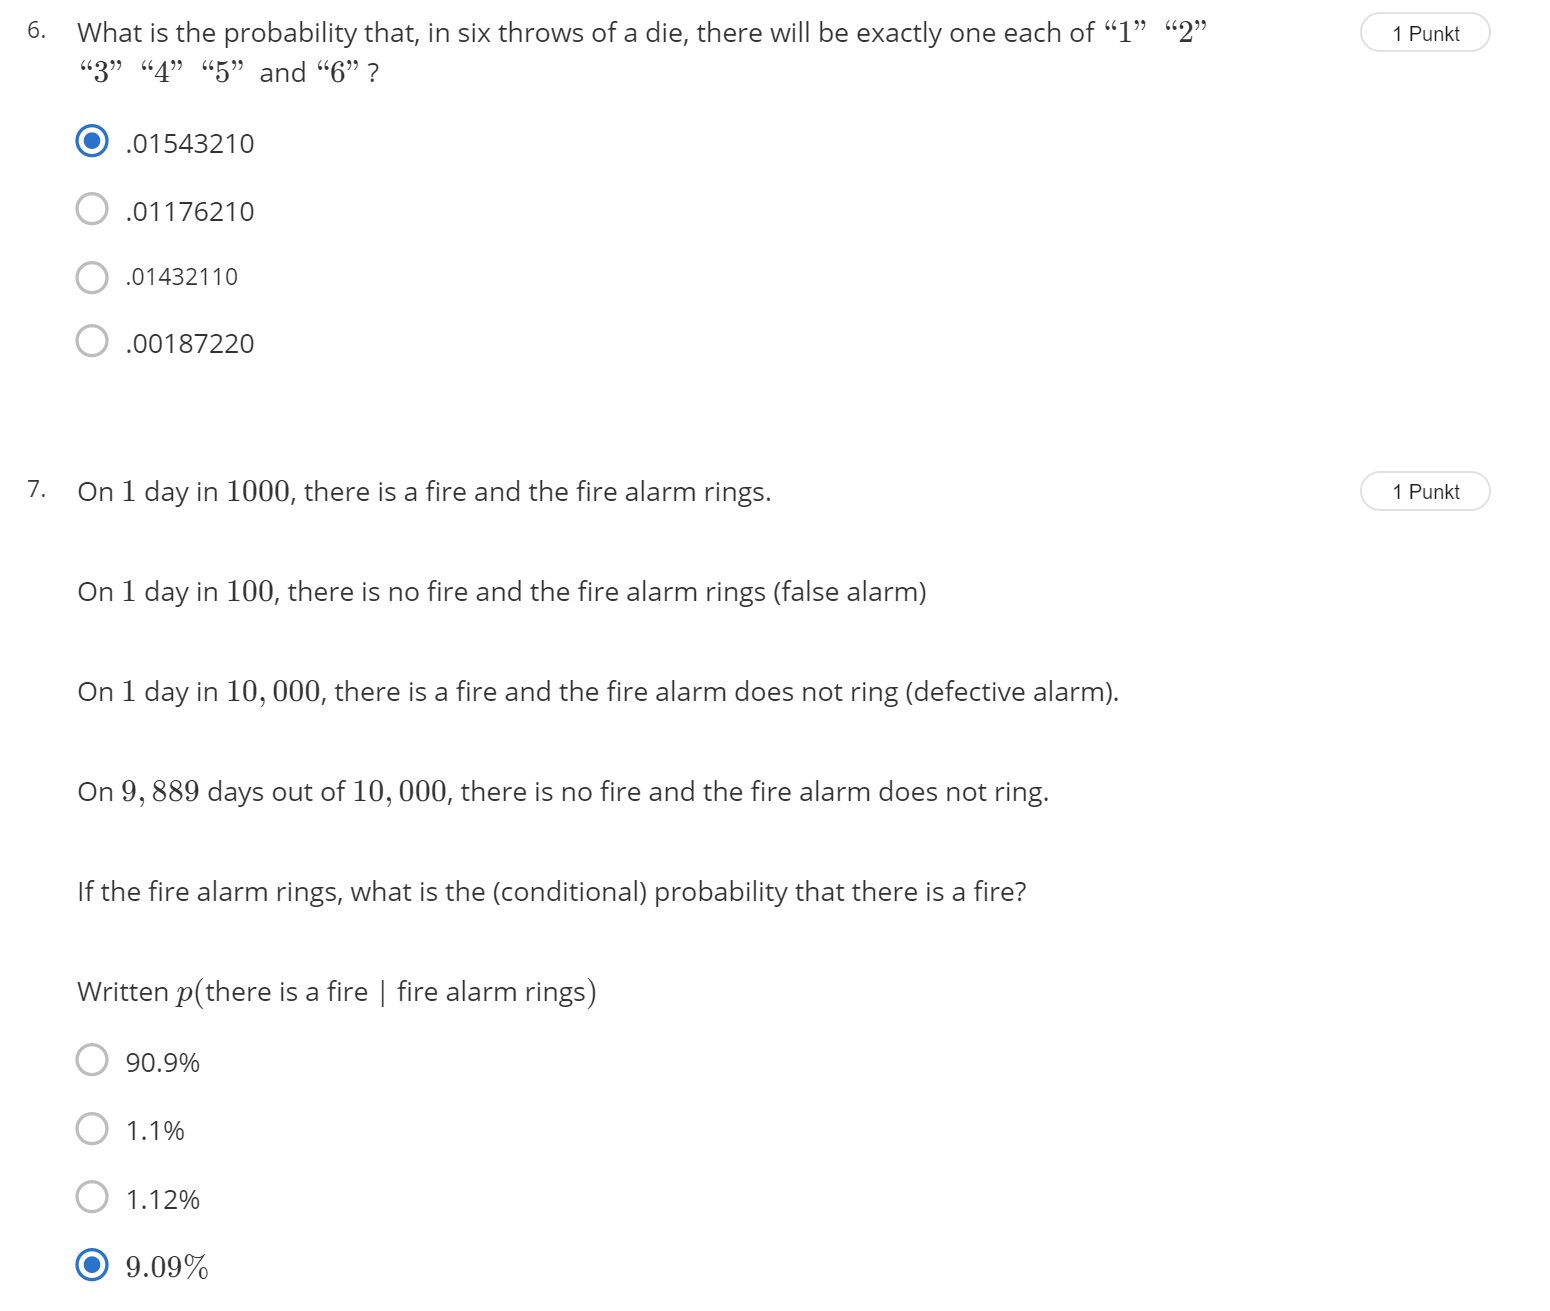 6. What is the probability that, in six throws of a die, there will be exactly one each of “1” “2” 1 Punkt
“3” “4” “5” and “6” ?
.01543210
.01176210
.01432110
.00187220
7. On 1 day in 1000, there is a fire and the fire alarm rings. 1 Punkt
On 1 day in 100, there is no fire and the fire alarm rings (false alarm)
On 1 day in 10, 000, there is a fire and the fire alarm does not ring (defective alarm).
On 9, 889 days out of 10, 000, there is no fire and the fire alarm does not ring.
If the fire alarm rings, what is the (conditional) probability that there is a fire?
Written p(there is a fire | fire alarm rings)
90.9%
1.1%
1.12%
9.09%